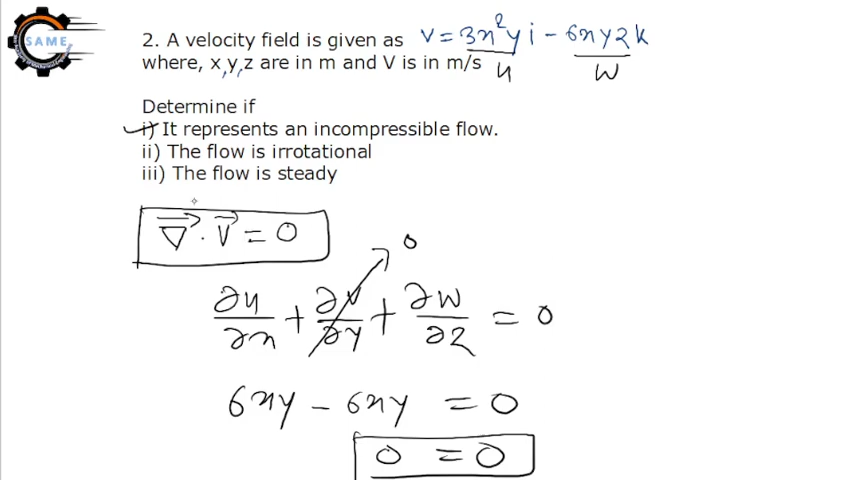 SAME
2. A velocity field is given as V = 3x²y i - 6xyzk
where, x,y,z are in m and V is in m/s u w
Determine if
i) It represents an incompressible flow.
ii) The flow is irrotational
iii) The flow is steady
∇ · V = 0
0
∂u/∂x + ∂v/∂y + ∂w/∂z = 0
6xy - 6xy = 0
0 = 0